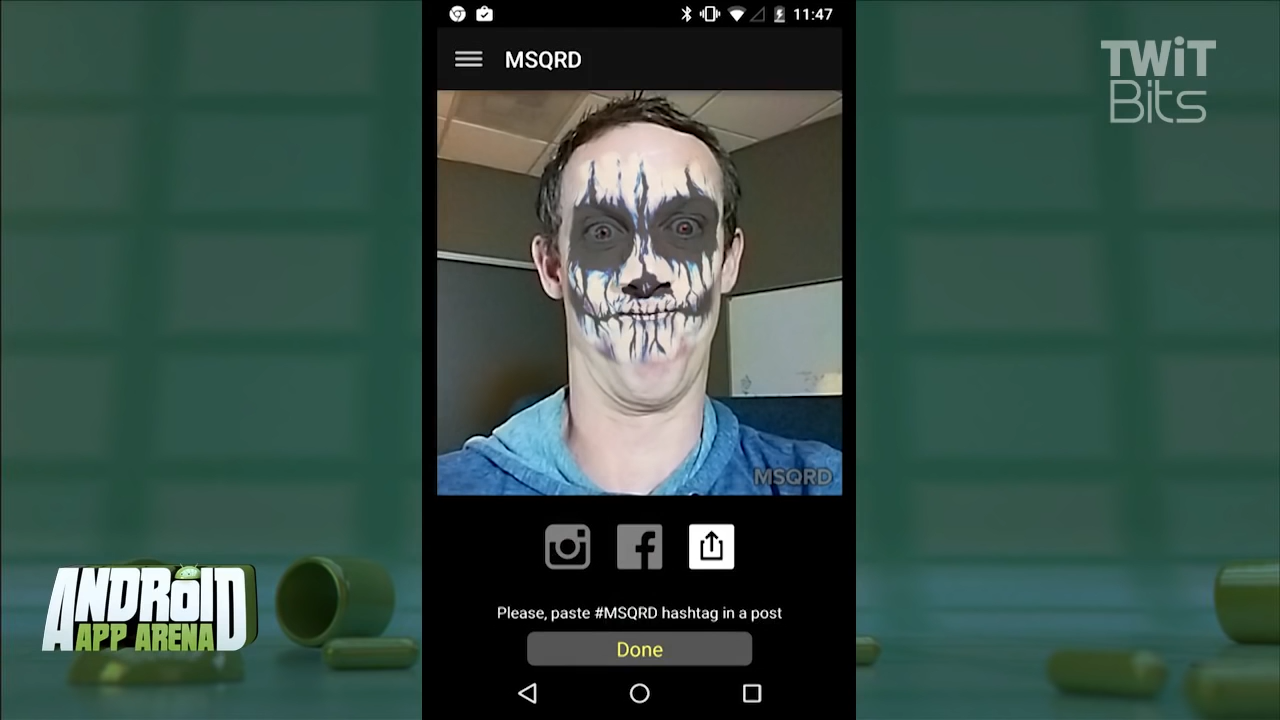 11:47
MSQRD
TWiT
Bits
MSQRD
ANDROID
APP ARENA
Please, paste #MSQRD hashtag in a post
Done